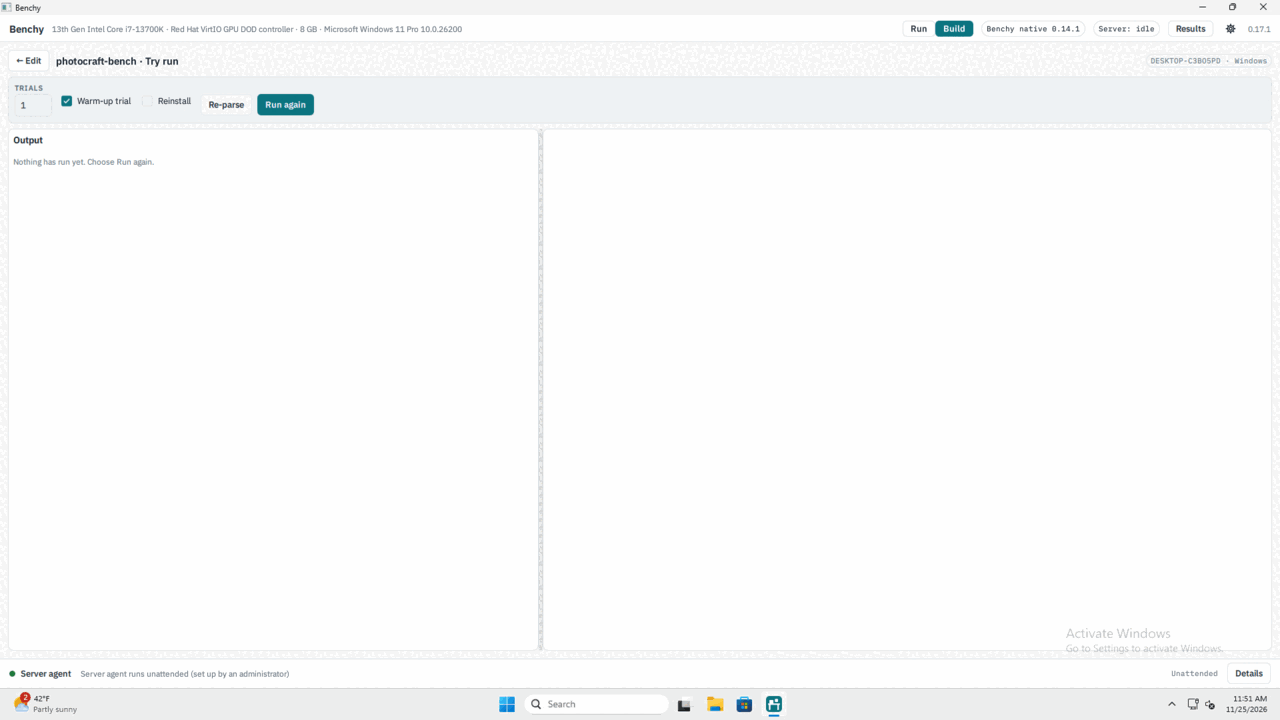 Benchy
Benchy 13th Gen Intel Core i7-13700K · Red Hat VirtIO GPU DOD controller · 8 GB · Microsoft Windows 11 Pro 10.0.26200 Run Build Benchy native 0.14.1 Server: idle Results 0.17.1
← Edit photocraft-bench · Try run DESKTOP-C3BO5PD · Windows
TRIALS
1 Warm-up trial Reinstall Re-parse Run again
Output
Nothing has run yet. Choose Run again.
Activate Windows
Go to Settings to activate Windows.
Server agent Server agent runs unattended (set up by an administrator) Unattended Details
2 42°F
Partly sunny
Search
11:51 AM
11/25/2026